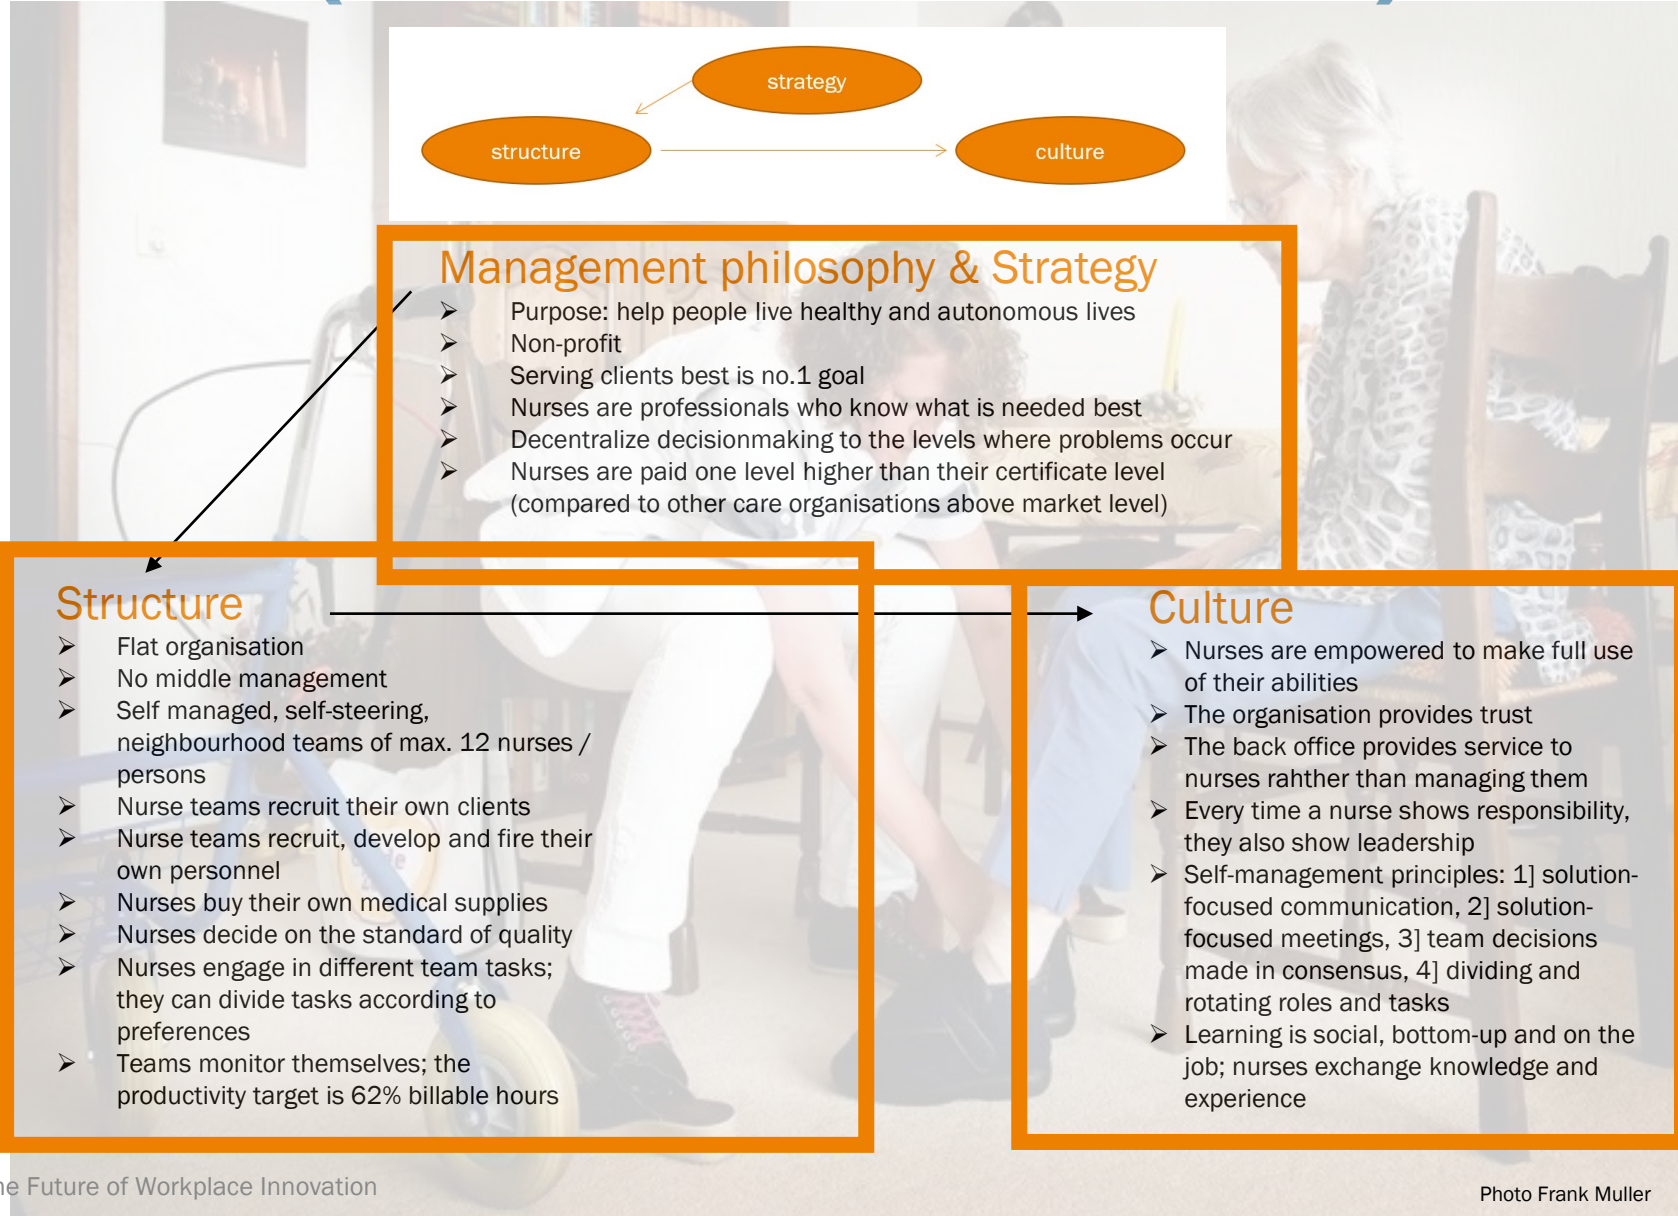 strategy
structure
culture
Management philosophy & Strategy
➢ Purpose: help people live healthy and autonomous lives
➢ Non-profit
➢ Serving clients best is no.1 goal
➢ Nurses are professionals who know what is needed best
➢ Decentralize decisionmaking to the levels where problems occur
➢ Nurses are paid one level higher than their certificate level
(compared to other care organisations above market level)
Structure
➢ Flat organisation
➢ No middle management
➢ Self managed, self-steering,
neighbourhood teams of max. 12 nurses /
persons
➢ Nurse teams recruit their own clients
➢ Nurse teams recruit, develop and fire their
own personnel
➢ Nurses buy their own medical supplies
➢ Nurses decide on the standard of quality
➢ Nurses engage in different team tasks;
they can divide tasks according to
preferences
➢ Teams monitor themselves; the
productivity target is 62% billable hours
Culture
➢ Nurses are empowered to make full use
of their abilities
➢ The organisation provides trust
➢ The back office provides service to
nurses rahther than managing them
➢ Every time a nurse shows responsibility,
they also show leadership
➢ Self-management principles: 1] solution-
focused communication, 2] solution-
focused meetings, 3] team decisions
made in consensus, 4] dividing and
rotating roles and tasks
➢ Learning is social, bottom-up and on the
job; nurses exchange knowledge and
experience
he Future of Workplace Innovation
Photo Frank Muller